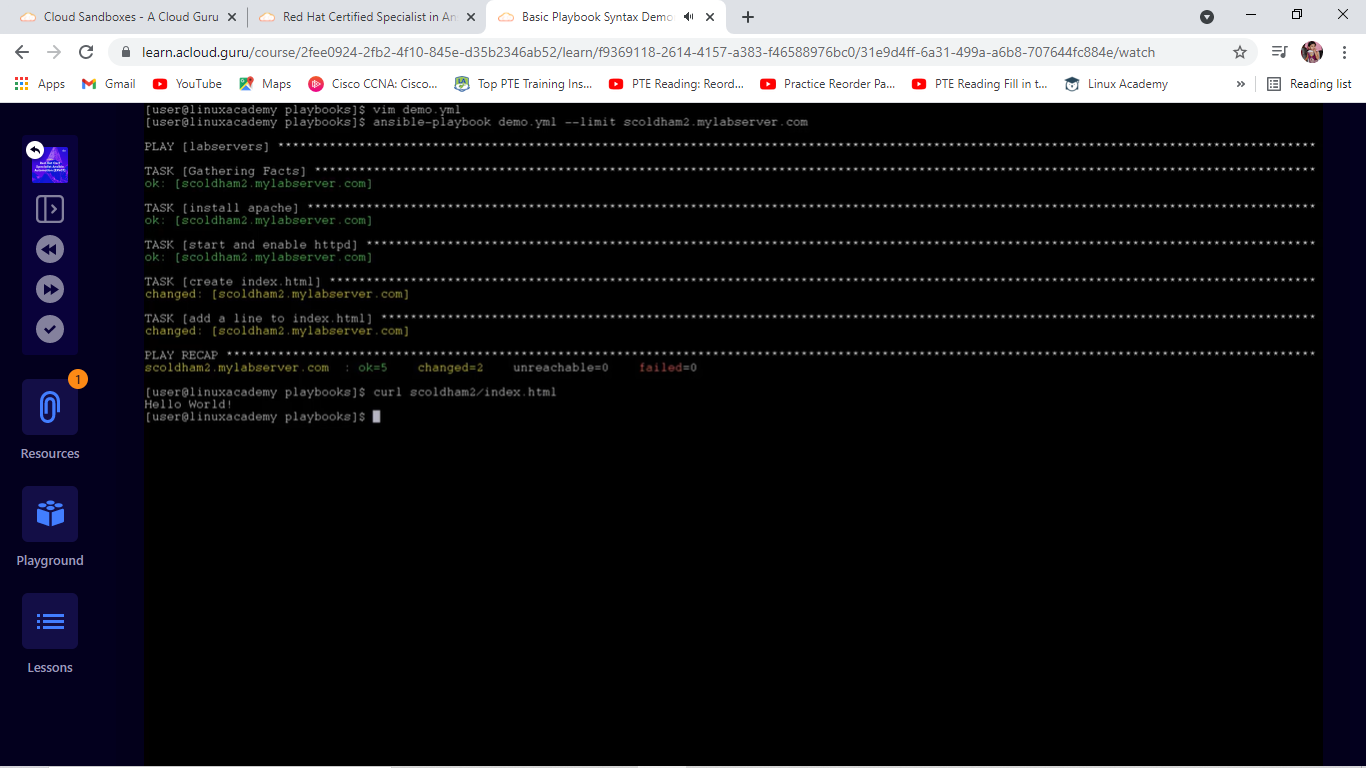 Cloud Sandboxes - A Cloud Guru
Red Hat Certified Specialist in An
Basic Playbook Syntax Demo
learn.acloud.guru/course/2fee0924-2fb2-4f10-845e-d35b2346ab52/learn/f9369118-2614-4157-a383-f46588976bc0/31e9d4ff-6a31-499a-a6b8-707644fc884e/watch
Apps Gmail YouTube Maps Cisco CCNA: Cisco... Top PTE Training Ins... PTE Reading: Reord... Practice Reorder Pa... PTE Reading Fill in t... Linux Academy » Reading list
[user@linuxacademy playbooks]$ vim demo.yml
[user@linuxacademy playbooks]$ ansible-playbook demo.yml --limit scoldham2.mylabserver.com
PLAY [labservers] ****
TASK [Gathering Facts] ****
ok: [scoldham2.mylabserver.com]
TASK [install apache] ****
ok: [scoldham2.mylabserver.com]
TASK [start and enable httpd] ****
ok: [scoldham2.mylabserver.com]
TASK [create index.html] ****
changed: [scoldham2.mylabserver.com]
TASK [add a line to index.html] ****
changed: [scoldham2.mylabserver.com]
PLAY RECAP ****
scoldham2.mylabserver.com : ok=5 changed=2 unreachable=0 failed=0
[user@linuxacademy playbooks]$ curl scoldham2/index.html
Hello World!
[user@linuxacademy playbooks]$
1
Resources
Playground
Lessons